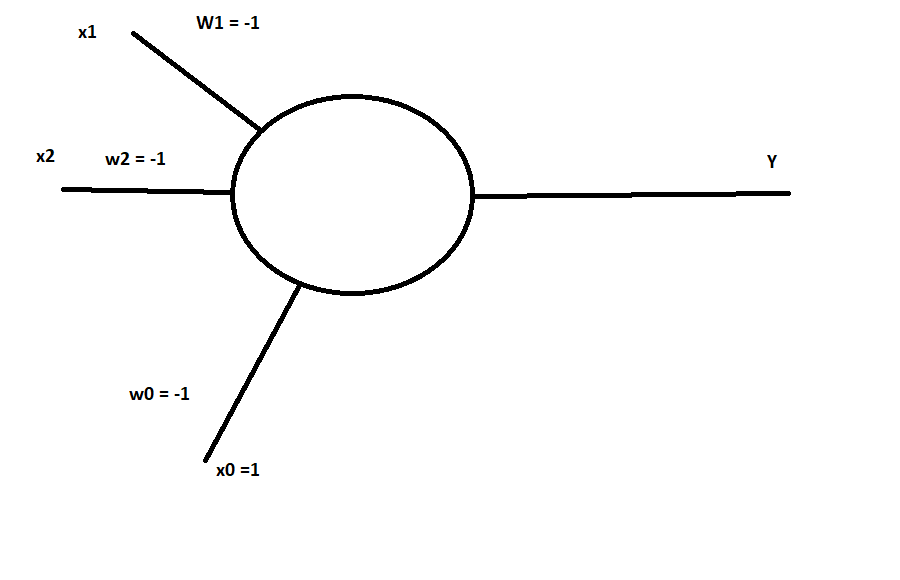 x1
W1 = -1
x2
w2 = -1
Y
w0 = -1
x0 =1